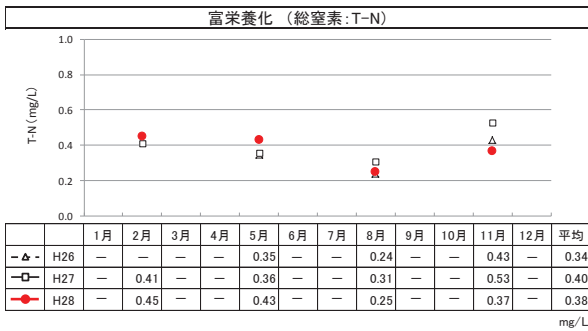 富栄養化 （総窒素：T-N）
1.0
0.8
0.6
0.4
0.2
0.0
T-N (mg/L)
1月 2月 3月 4月 5月 6月 7月 8月 9月 10月 11月 12月 平均
H26 － － － － 0.35 － － 0.24 － － 0.43 － 0.34
H27 － 0.41 － － 0.36 － － 0.31 － － 0.53 － 0.40
H28 － 0.45 － － 0.43 － － 0.25 － － 0.37 － 0.38
mg/L